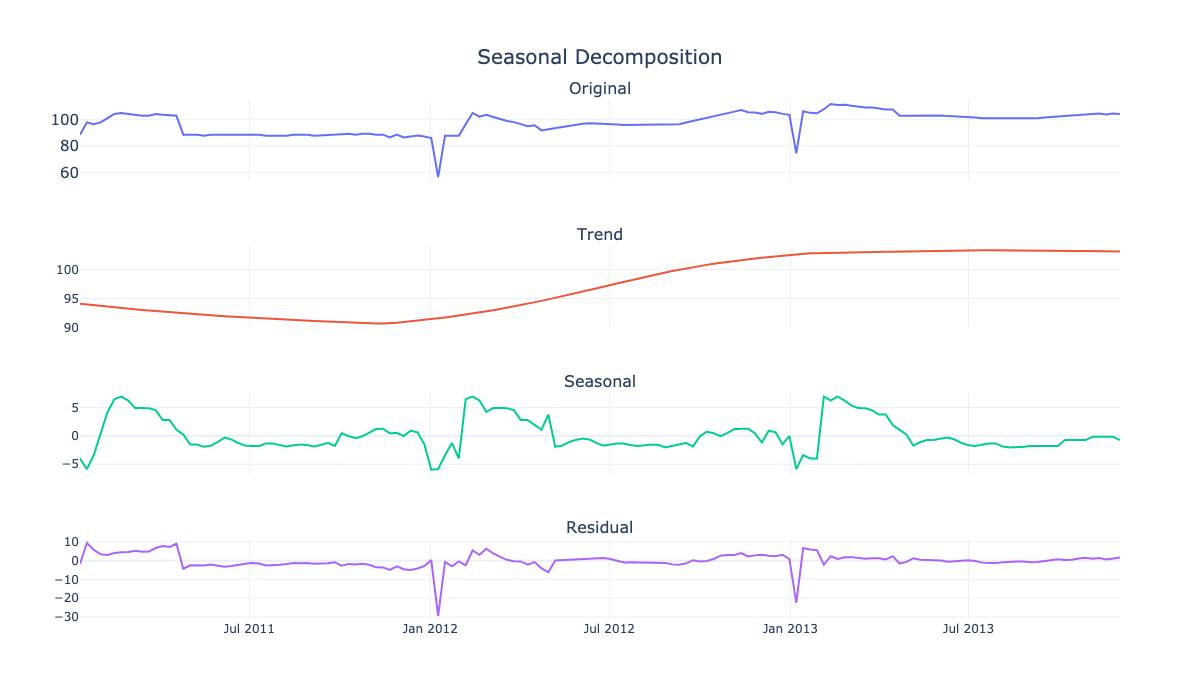 Seasonal Decomposition
Original
100
80
60
Trend
100
95
90
Seasonal
5
0
−5
Residual
10
0
−10
−20
−30
Jul 2011 Jan 2012 Jul 2012 Jan 2013 Jul 2013